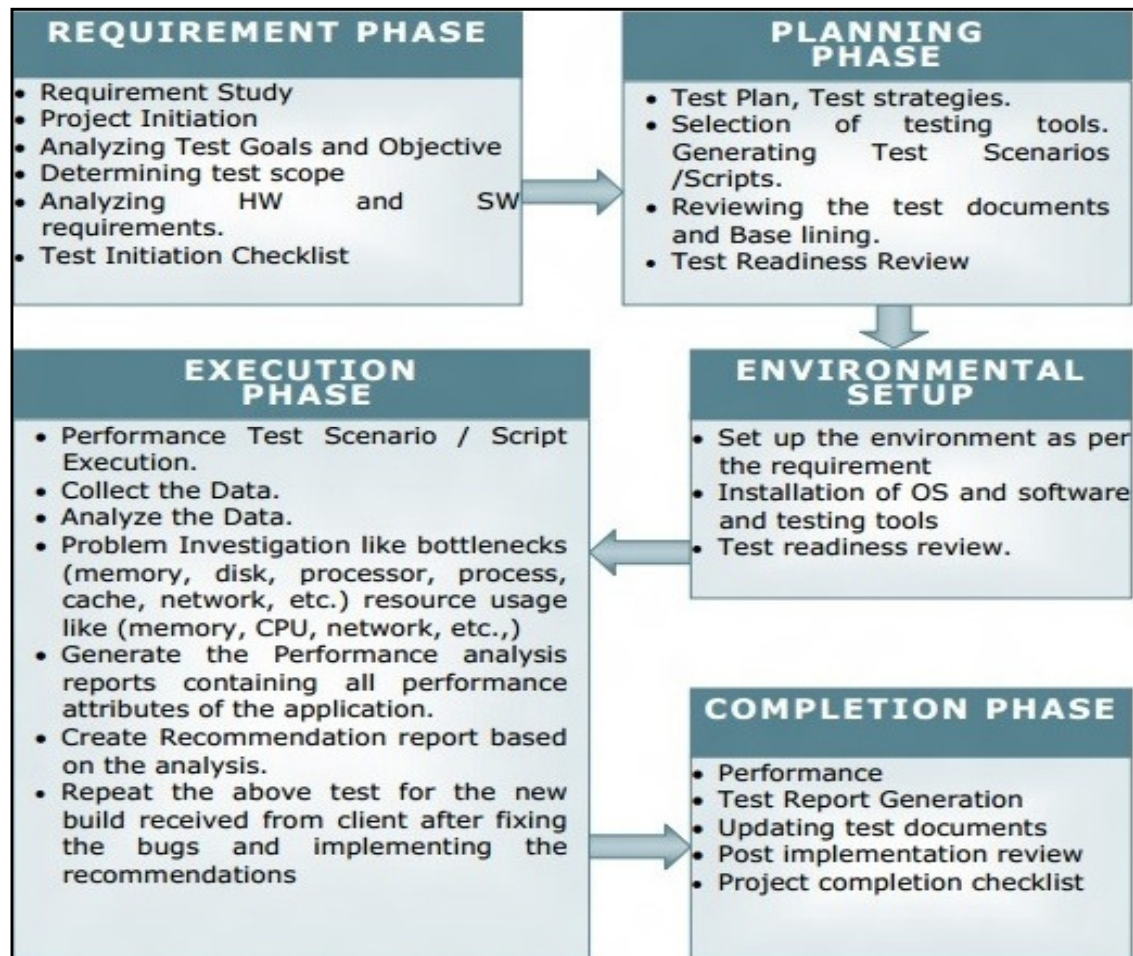 REQUIREMENT PHASE
• Requirement Study
• Project Initiation
• Analyzing Test Goals and Objective
• Determining test scope
• Analyzing HW and SW
requirements.
• Test Initiation Checklist
PLANNING
PHASE
• Test Plan, Test strategies.
• Selection of testing tools.
Generating Test Scenarios
/Scripts.
• Reviewing the test documents
and Base lining.
• Test Readiness Review
ENVIRONMENTAL
SETUP
• Set up the environment as per
the requirement
• Installation of OS and software
and testing tools
• Test readiness review.
EXECUTION
PHASE
• Performance Test Scenario / Script
Execution.
• Collect the Data.
• Analyze the Data.
• Problem Investigation like bottlenecks
(memory, disk, processor, process,
cache, network, etc.) resource usage
like (memory, CPU, network, etc.,)
• Generate the Performance analysis
reports containing all performance
attributes of the application.
• Create Recommendation report based
on the analysis.
• Repeat the above test for the new
build received from client after fixing
the bugs and implementing the
recommendations
COMPLETION PHASE
• Performance
• Test Report Generation
• Updating test documents
• Post implementation review
• Project completion checklist